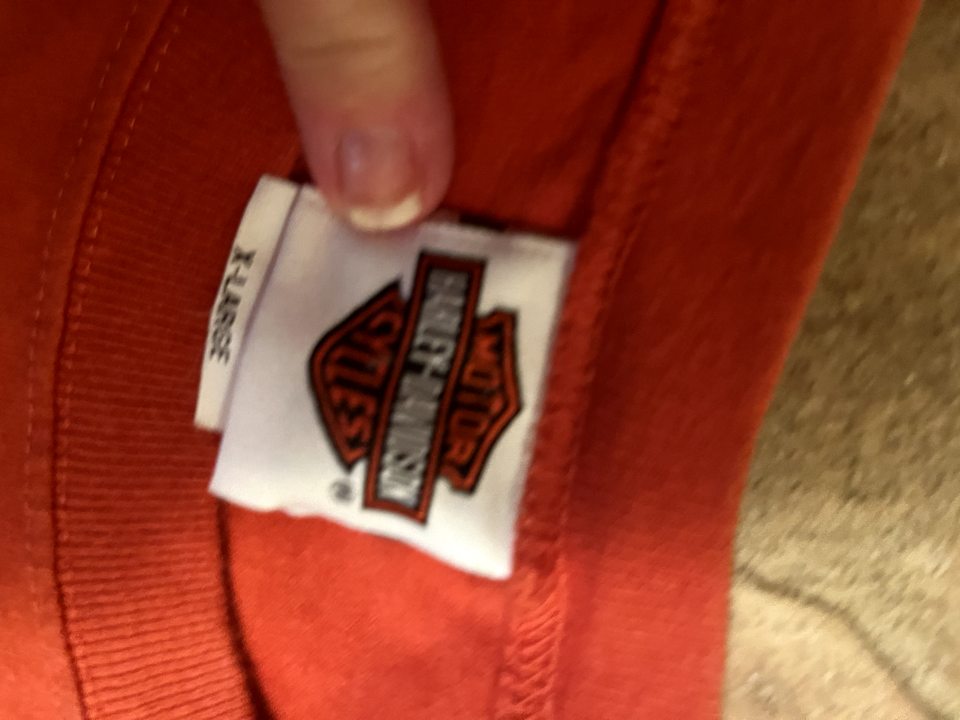 MOTOR
HARLEY-DAVIDSON
CYCLES
®
X-LARGE